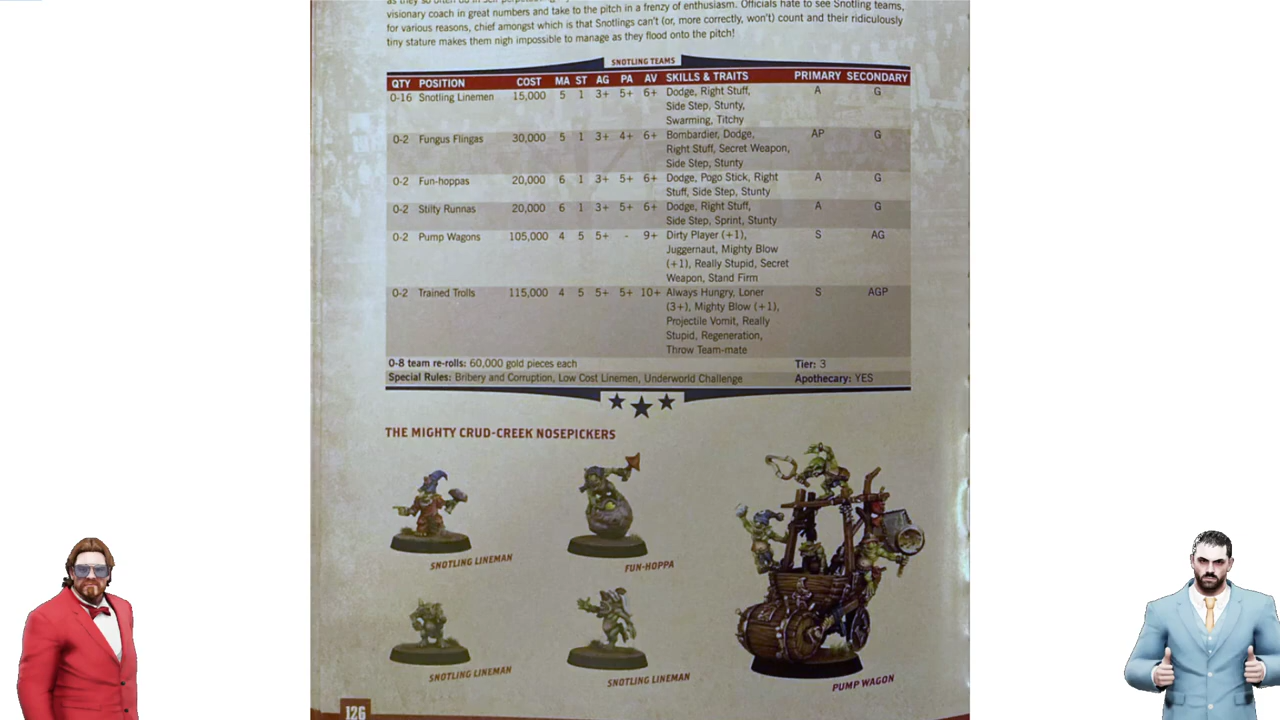 visionary coach in great numbers and take to the pitch in a frenzy of enthusiasm. Officials hate to see Snotling teams,
for various reasons, chief amongst which is that Snotlings can't (or, more correctly, won't) count and their ridiculously
tiny stature makes them nigh impossible to manage as they flood onto the pitch!
SNOTLING TEAMS
QTY POSITION COST MA ST AG PA AV SKILLS & TRAITS PRIMARY SECONDARY
0-16 Snotling Linemen 15,000 5 1 3+ 5+ 6+ Dodge, Right Stuff, A G
Side Step, Stunty,
Swarming, Titchy
0-2 Fungus Flingas 30,000 5 1 3+ 4+ 6+ Bombardier, Dodge, AP G
Right Stuff, Secret Weapon,
Side Step, Stunty
0-2 Fun-hoppas 20,000 6 1 3+ 5+ 6+ Dodge, Pogo Stick, Right A G
Stuff, Side Step, Stunty
0-2 Stilty Runnas 20,000 6 1 3+ 5+ 6+ Dodge, Right Stuff, A G
Side Step, Sprint, Stunty
0-2 Pump Wagons 105,000 4 5 5+ - 9+ Dirty Player (+1), S AG
Juggernaut, Mighty Blow
(+1), Really Stupid, Secret
Weapon, Stand Firm
0-2 Trained Trolls 115,000 4 5 5+ 5+ 10+ Always Hungry, Loner S AGP
(3+), Mighty Blow (+1),
Projectile Vomit, Really
Stupid, Regeneration,
Throw Team-mate
0-8 team re-rolls: 60,000 gold pieces each Tier: 3
Special Rules: Bribery and Corruption, Low Cost Linemen, Underworld Challenge Apothecary: YES
THE MIGHTY CRUD-CREEK NOSEPICKERS
SNOTLING LINEMAN
FUN-HOPPA
SNOTLING LINEMAN
SNOTLING LINEMAN
PUMP WAGON
126